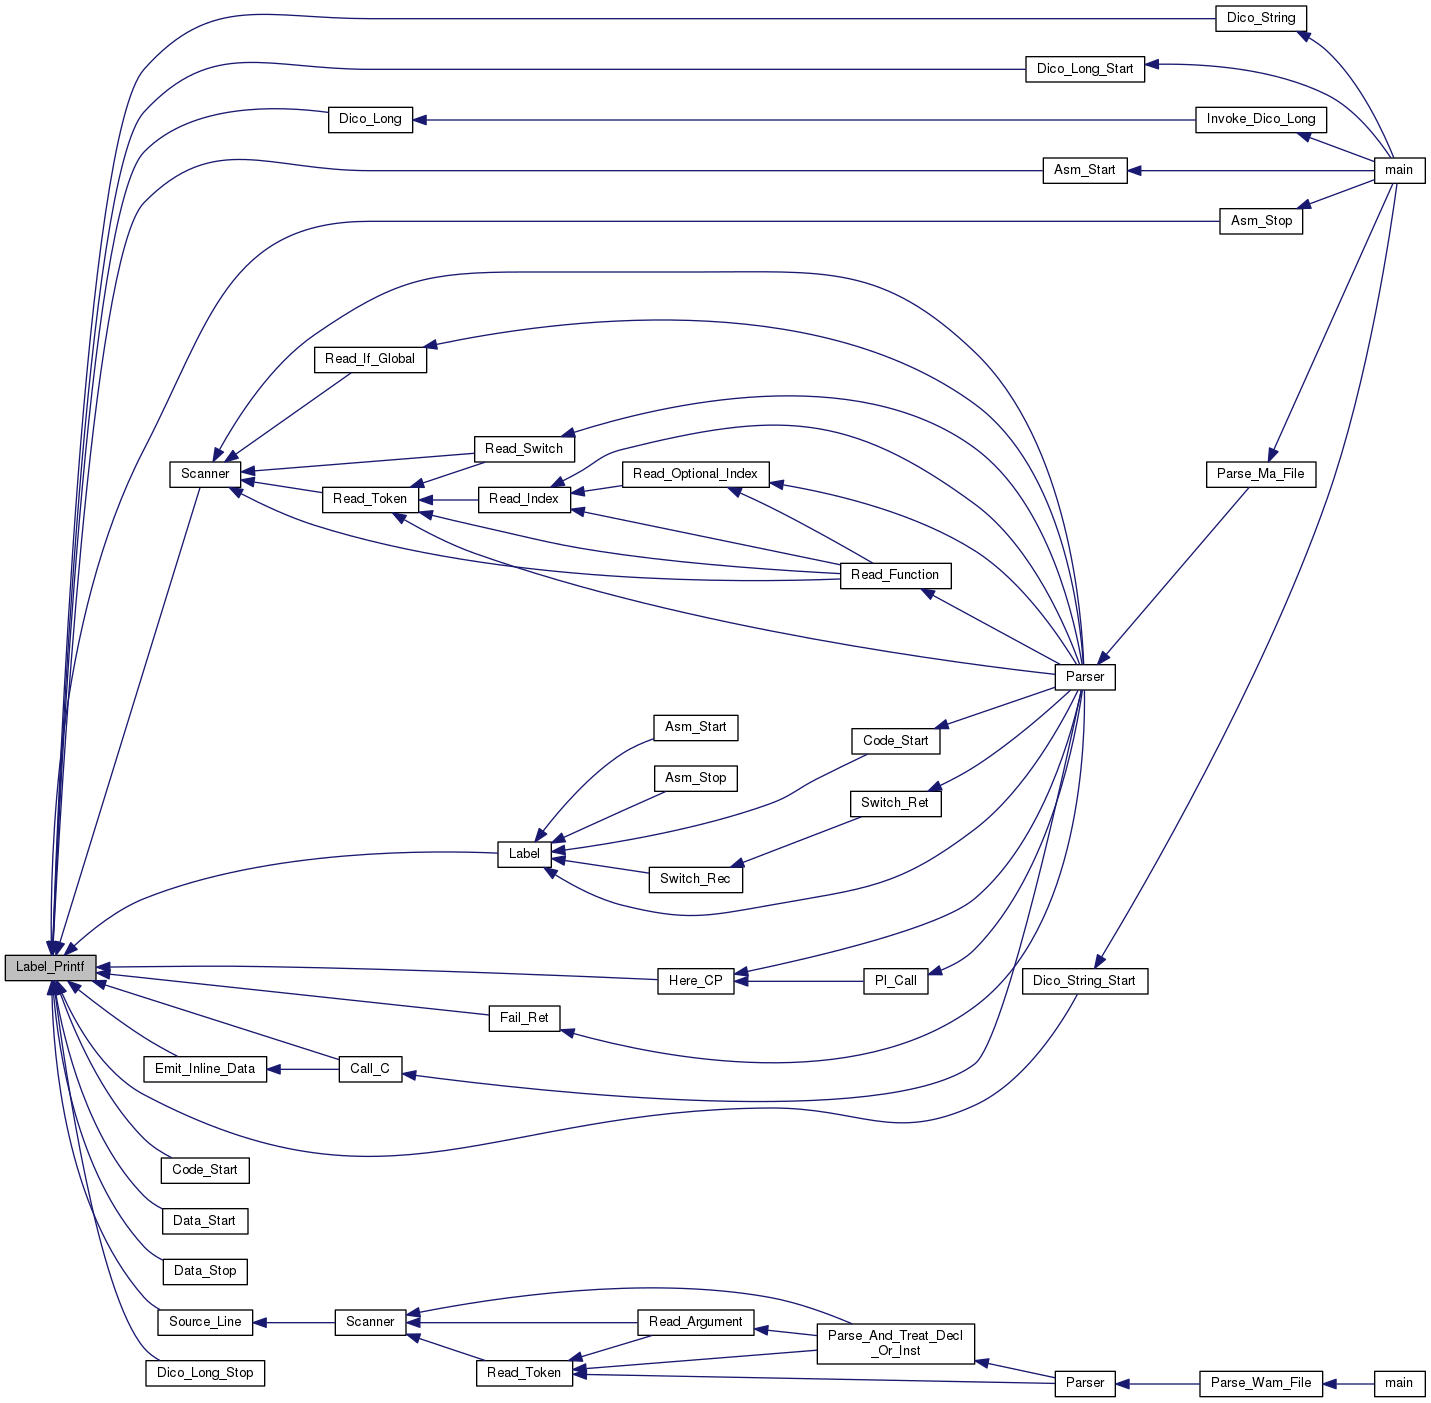 Dico_String
Dico_Long_Start
Dico_Long
Invoke_Dico_Long
Asm_Start
main
Asm_Stop
Read_If_Global
Read_Switch
Scanner
Read_Optional_Index
Parse_Ma_File
Read_Token
Read_Index
Read_Function
Parser
Asm_Start
Code_Start
Asm_Stop
Switch_Ret
Label
Switch_Rec
Label_Printf
Here_CP
Pl_Call
Dico_String_Start
Fail_Ret
Emit_Inline_Data
Call_C
Code_Start
Data_Start
Data_Stop
Source_Line
Scanner
Read_Argument
Parse_And_Treat_Decl
_Or_Inst
Dico_Long_Stop
Read_Token
Parser
Parse_Wam_File
main